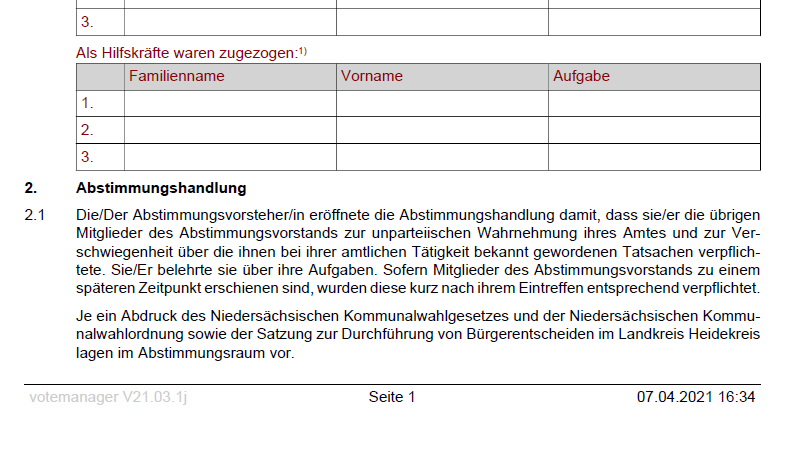 3.
Als Hilfskräfte waren zugezogen:1)
Familienname Vorname Aufgabe
1.
2.
3.
2. Abstimmungshandlung
2.1 Die/Der Abstimmungsvorsteher/in eröffnete die Abstimmungshandlung damit, dass sie/er die übrigen
Mitglieder des Abstimmungsvorstands zur unparteiischen Wahrnehmung ihres Amtes und zur Ver-
schwiegenheit über die ihnen bei ihrer amtlichen Tätigkeit bekannt gewordenen Tatsachen verpflich-
tete. Sie/Er belehrte sie über ihre Aufgaben. Sofern Mitglieder des Abstimmungsvorstands zu einem
späteren Zeitpunkt erschienen sind, wurden diese kurz nach ihrem Eintreffen entsprechend verpflichtet.
Je ein Abdruck des Niedersächsischen Kommunalwahlgesetzes und der Niedersächsischen Kommu-
nalwahlordnung sowie der Satzung zur Durchführung von Bürgerentscheiden im Landkreis Heidekreis
lagen im Abstimmungsraum vor.
votemanager V21.03.1j Seite 1 07.04.2021 16:34